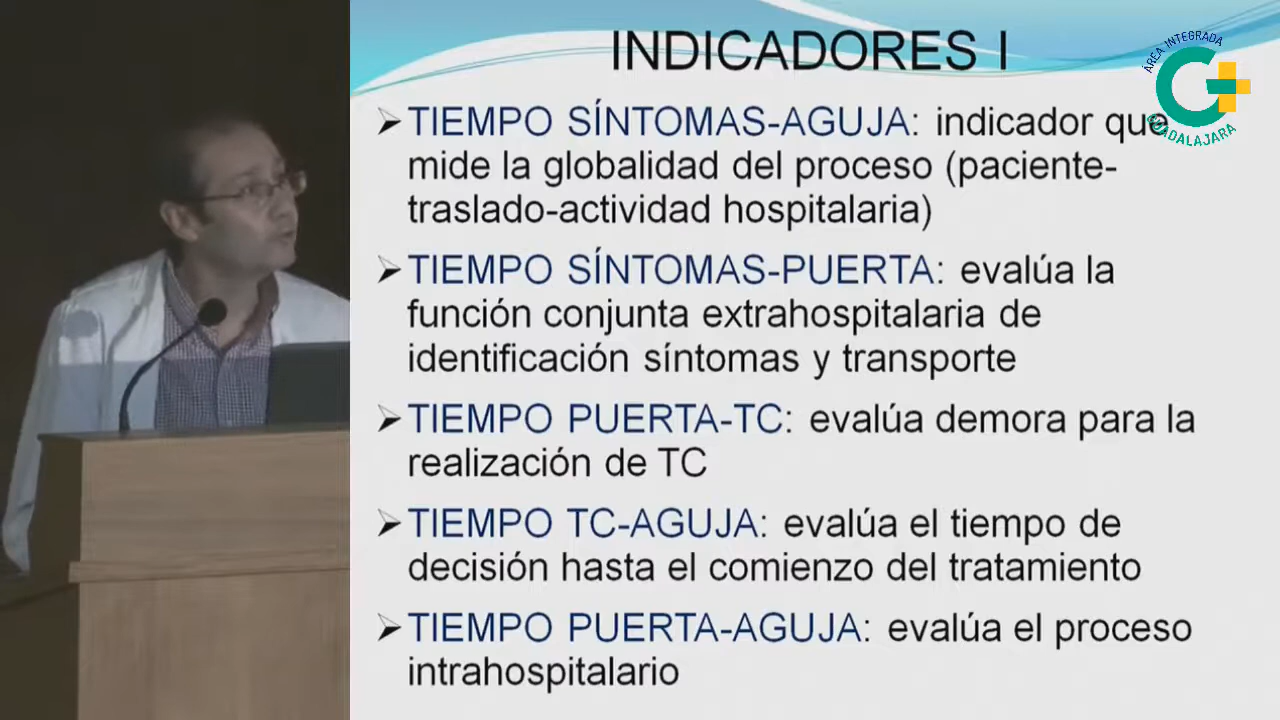 INDICADORES I
ÁREA INTEGRADA
GUADALAJARA
TIEMPO SÍNTOMAS-AGUJA: indicador que
mide la globalidad del proceso (paciente-
traslado-actividad hospitalaria)
TIEMPO SÍNTOMAS-PUERTA: evalúa la
función conjunta extrahospitalaria de
identificación síntomas y transporte
TIEMPO PUERTA-TC: evalúa demora para la
realización de TC
TIEMPO TC-AGUJA: evalúa el tiempo de
decisión hasta el comienzo del tratamiento
TIEMPO PUERTA-AGUJA: evalúa el proceso
intrahospitalario